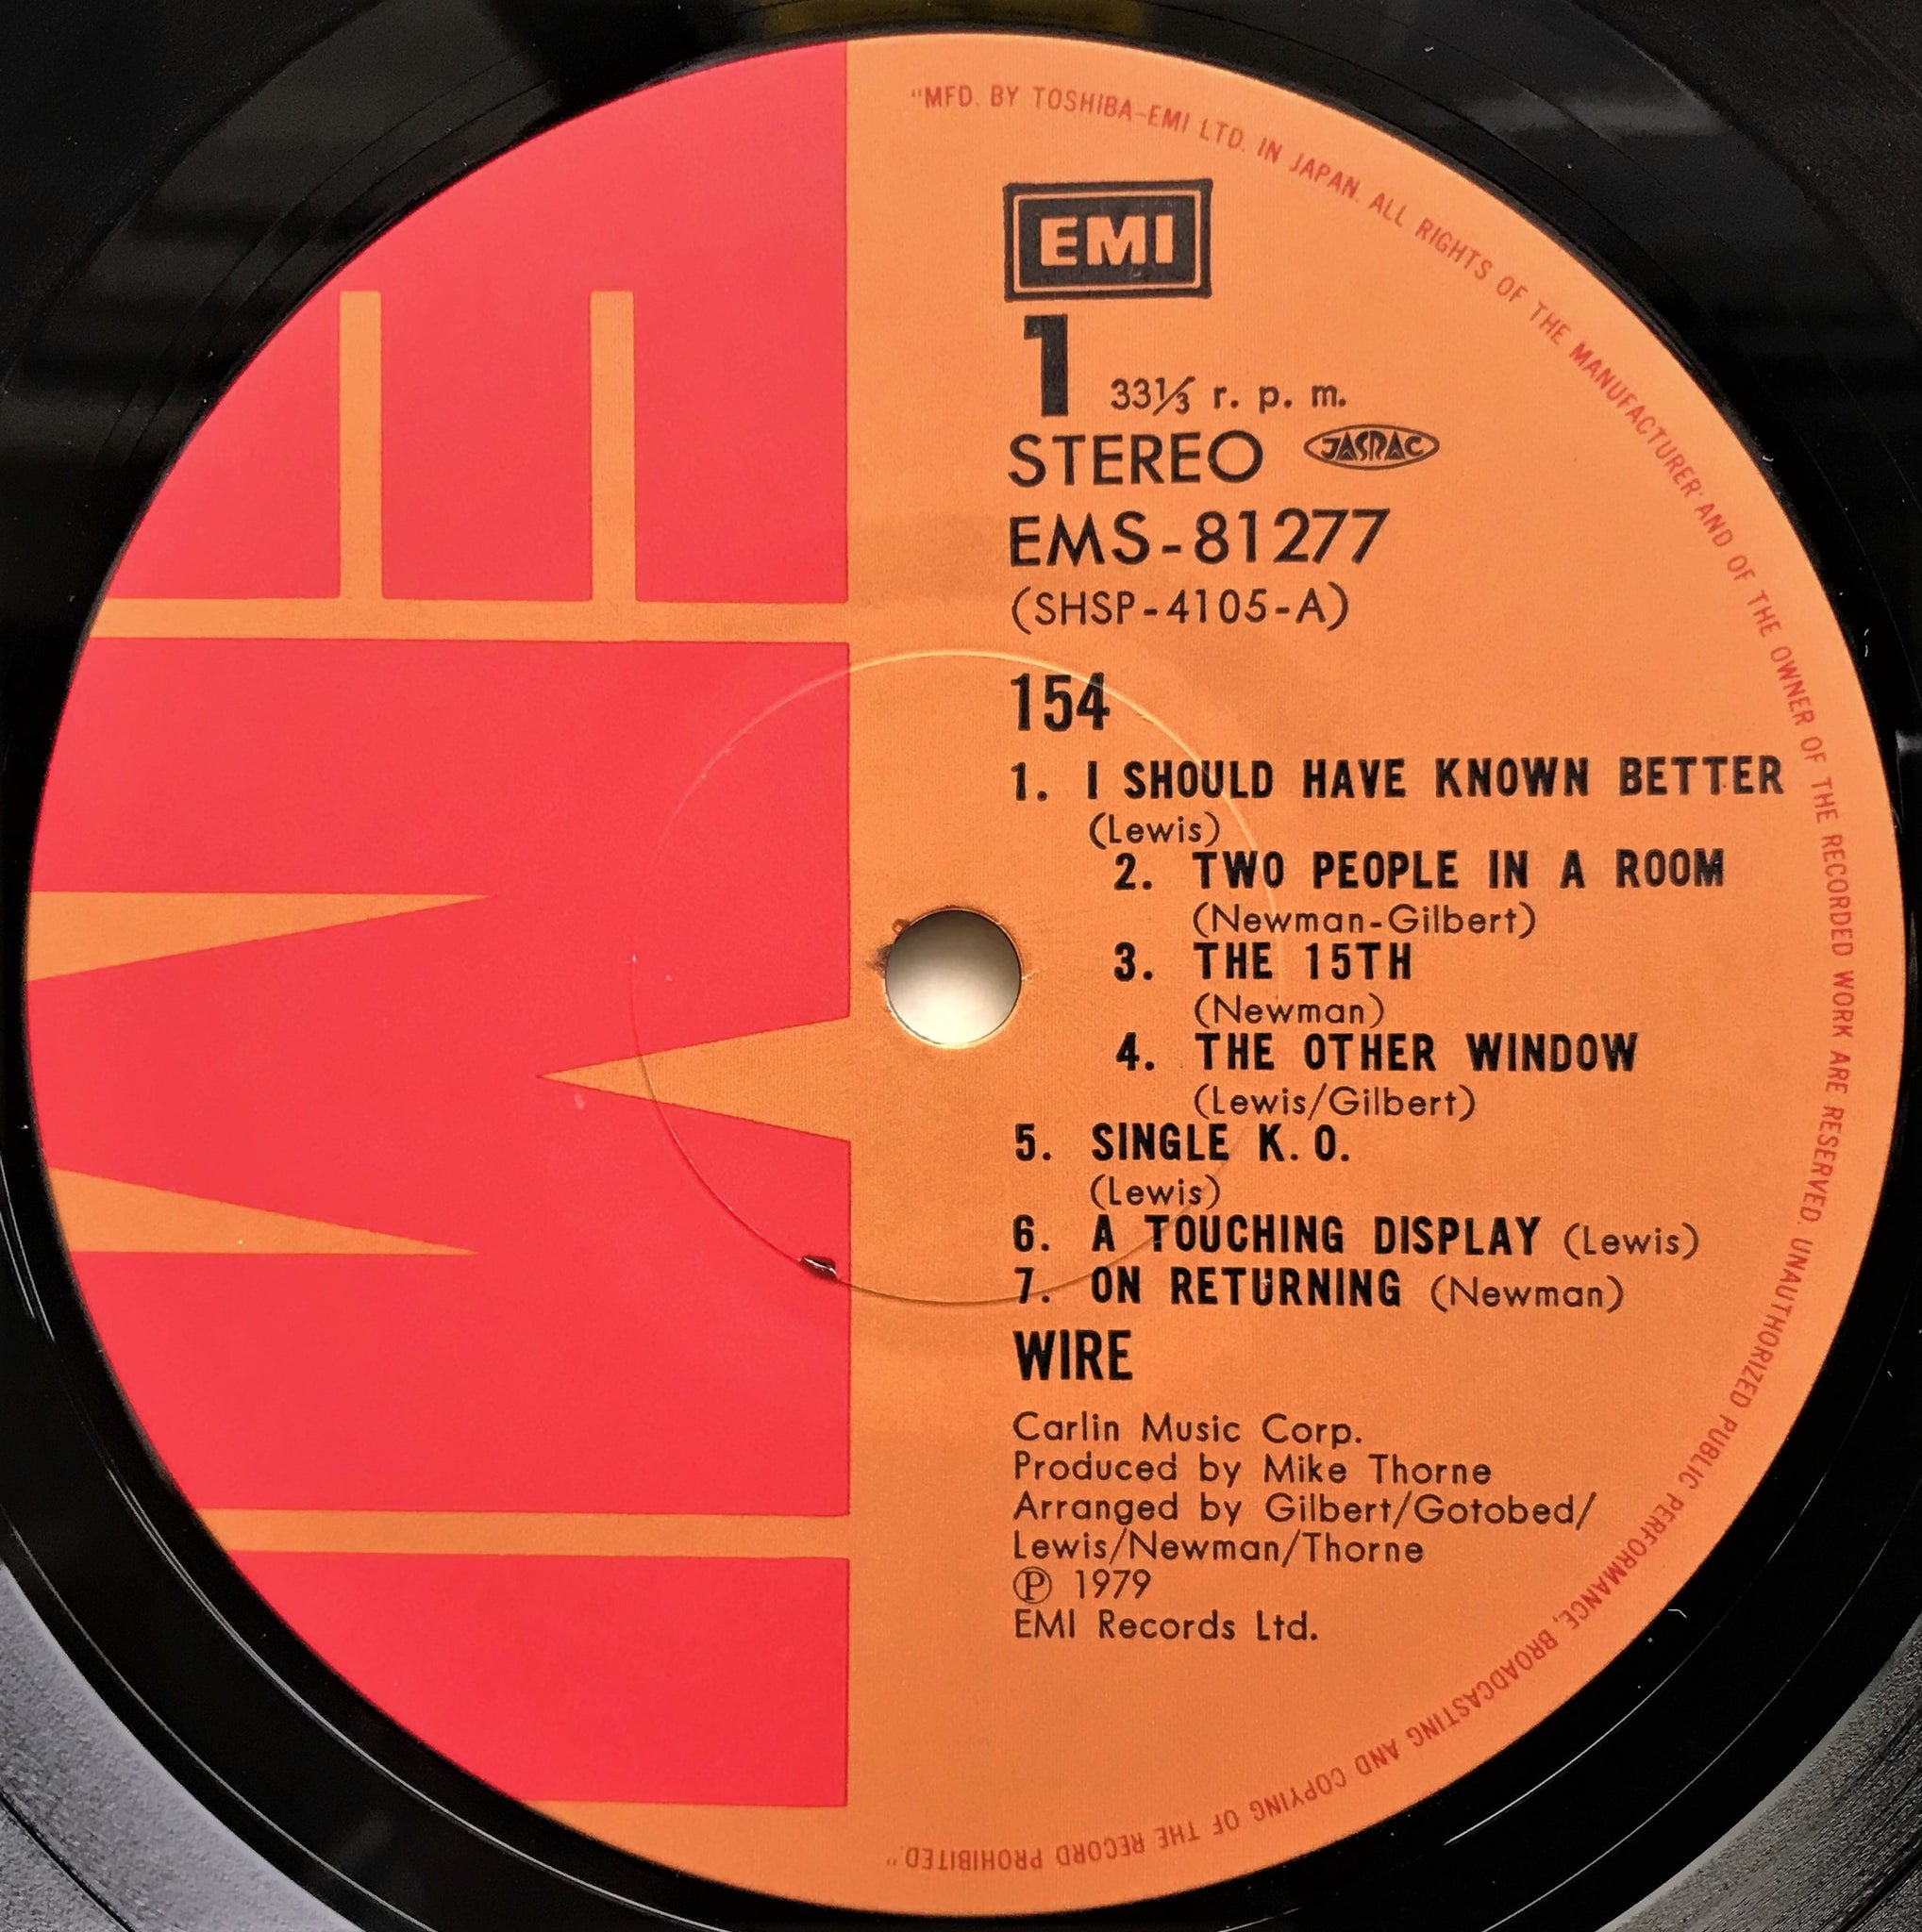 "MFD. BY TOSHIBA-EMI LTD. IN JAPAN. ALL RIGHTS OF THE MANUFACTURER AND OF THE OWNER OF THE RECORDED WORK ARE RESERVED. UNAUTHORIZED PUBLIC PERFORMANCE, BROADCASTING AND COPYING OF THE RECORD PROHIBITED."
EMI
1 33⅓ r. p. m.
STEREO JASRAC
EMS-81277
(SHSP-4105-A)
154
1. I SHOULD HAVE KNOWN BETTER
(Lewis)
2. TWO PEOPLE IN A ROOM
(Newman-Gilbert)
3. THE 15TH
(Newman)
4. THE OTHER WINDOW
(Lewis/Gilbert)
5. SINGLE K. O.
(Lewis)
6. A TOUCHING DISPLAY (Lewis)
7. ON RETURNING (Newman)
WIRE
Carlin Music Corp.
Produced by Mike Thorne
Arranged by Gilbert/Gotobed/
Lewis/Newman/Thorne
℗ 1979
EMI Records Ltd.